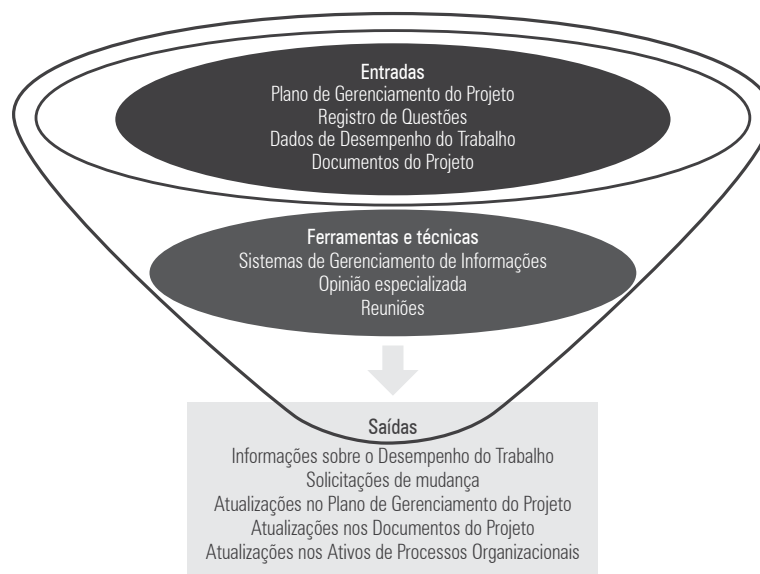 Entradas
Plano de Gerenciamento do Projeto
Registro de Questões
Dados de Desempenho do Trabalho
Documentos do Projeto
Ferramentas e técnicas
Sistemas de Gerenciamento de Informações
Opinião especializada
Reuniões
Saídas
Informações sobre o Desempenho do Trabalho
Solicitações de mudança
Atualizações no Plano de Gerenciamento do Projeto
Atualizações nos Documentos do Projeto
Atualizações nos Ativos de Processos Organizacionais